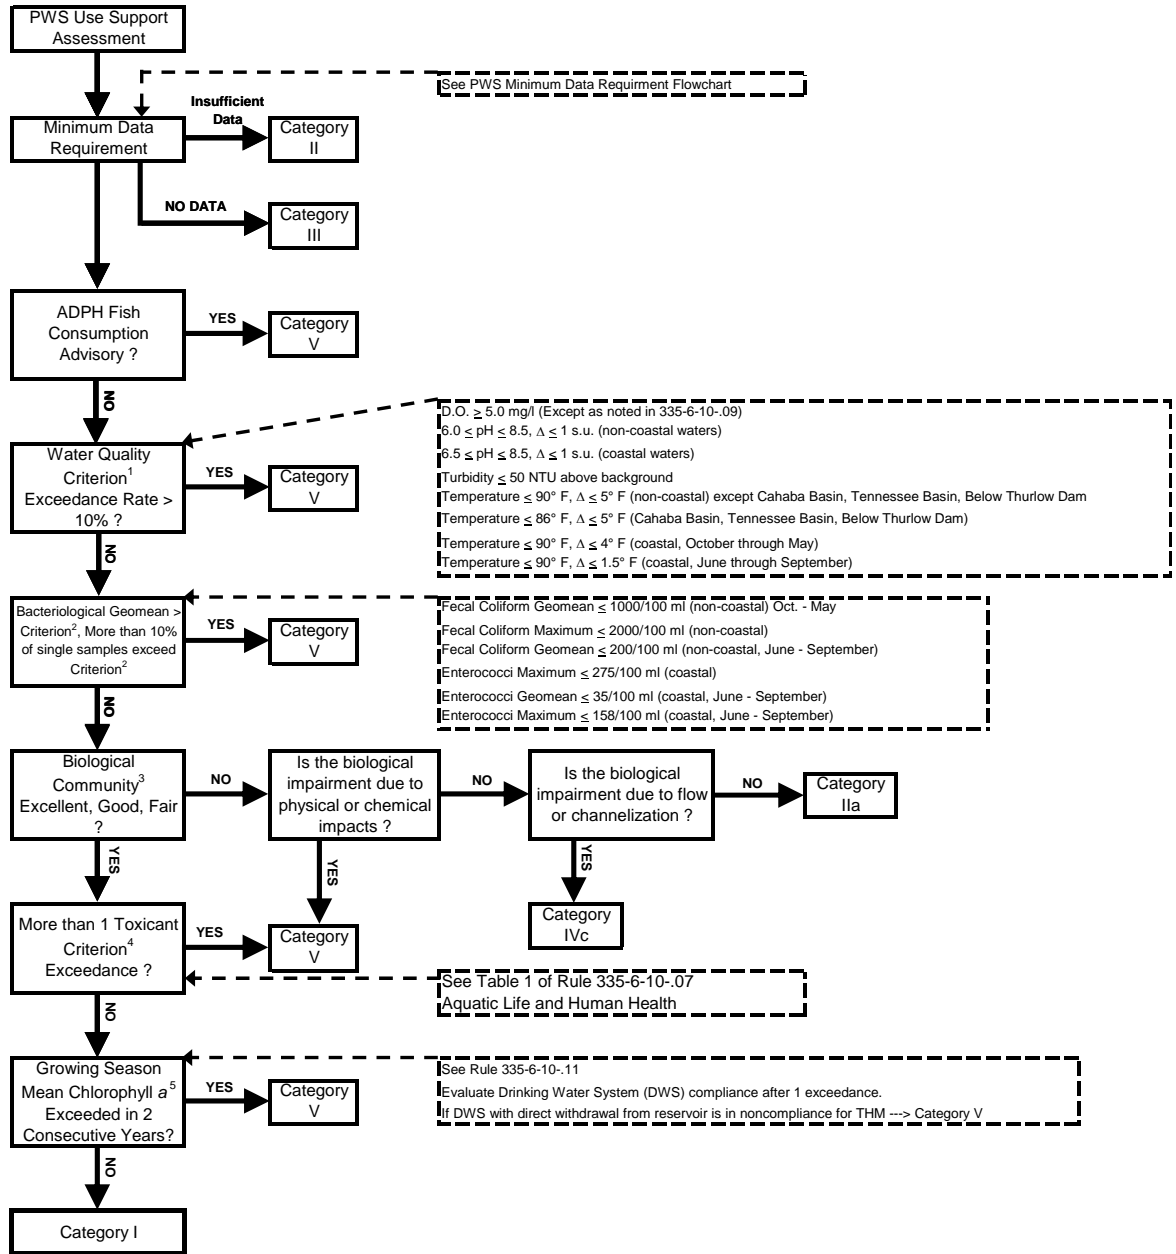 PWS Use Support
Assessment
See PWS Minimum Data Requirment Flowchart
Insufficient
Data
Minimum Data
Requirement
Category
II
NO DATA
Category
III
ADPH Fish
Consumption
Advisory ?
YES
Category
V
NO
D.O. ≥ 5.0 mg/l (Except as noted in 335-6-10-.09)
6.0 ≤ pH ≤ 8.5, Δ ≤ 1 s.u. (non-coastal waters)
6.5 ≤ pH ≤ 8.5, Δ ≤ 1 s.u. (coastal waters)
Turbidity ≤ 50 NTU above background
Temperature ≤ 90° F, Δ ≤ 5° F (non-coastal) except Cahaba Basin, Tennessee Basin, Below Thurlow Dam
Temperature ≤ 86° F, Δ ≤ 5° F (Cahaba Basin, Tennessee Basin, Below Thurlow Dam)
Temperature ≤ 90° F, Δ ≤ 4° F (coastal, October through May)
Temperature ≤ 90° F, Δ ≤ 1.5° F (coastal, June through September)
Water Quality
Criterion¹
Exceedance Rate >
10% ?
YES
Category
V
NO
Bacteriological Geomean >
Criterion², More than 10%
of single samples exceed
Criterion²
YES
Category
V
Fecal Coliform Geomean ≤ 1000/100 ml (non-coastal) Oct. - May
Fecal Coliform Maximum ≤ 2000/100 ml (non-coastal)
Fecal Coliform Geomean ≤ 200/100 ml (non-coastal, June - September)
Enterococci Maximum ≤ 275/100 ml (coastal)
Enterococci Geomean ≤ 35/100 ml (coastal, June - September)
Enterococci Maximum ≤ 158/100 ml (coastal, June - September)
NO
Biological
Community³
Excellent, Good, Fair
?
NO
Is the biological
impairment due to
physical or chemical
impacts ?
NO
Is the biological
impairment due to flow
or channelization ?
NO
Category
IIa
YES
YES
YES
More than 1 Toxicant
Criterion⁴
Exceedance ?
YES
Category
V
Category
IVc
See Table 1 of Rule 335-6-10-.07
Aquatic Life and Human Health
NO
Growing Season
Mean Chlorophyll a⁵
Exceeded in 2
Consecutive Years?
YES
Category
V
See Rule 335-6-10-.11
Evaluate Drinking Water System (DWS) compliance after 1 exceedance.
If DWS with direct withdrawal from reservoir is in noncompliance for THM ---> Category V
NO
Category I